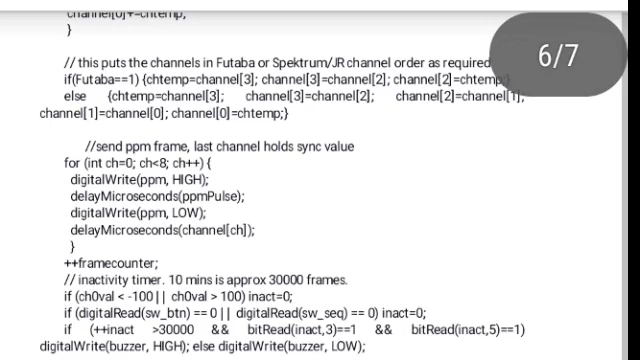 channel[0]+=chtemp;
}
// this puts the channels in Futaba or Spektrum/JR channel order as required
if(Futaba==1) {chtemp=channel[3]; channel[3]=channel[2]; channel[2]=chtemp;}
else {chtemp=channel[3]; channel[3]=channel[2]; channel[2]=channel[1];
channel[1]=channel[0]; channel[0]=chtemp;}
//send ppm frame, last channel holds sync value
for (int ch=0; ch<8; ch++) {
digitalWrite(ppm, HIGH);
delayMicroseconds(ppmPulse);
digitalWrite(ppm, LOW);
delayMicroseconds(channel[ch]);
}
++framecounter;
// inactivity timer. 10 mins is approx 30000 frames.
if (ch0val < -100 || ch0val > 100) inact=0;
if (digitalRead(sw_btn) == 0 || digitalRead(sw_seq) == 0) inact=0;
if (++inact >30000 && bitRead(inact,3)==1 && bitRead(inact,5)==1)
digitalWrite(buzzer, HIGH); else digitalWrite(buzzer, LOW);
6/7